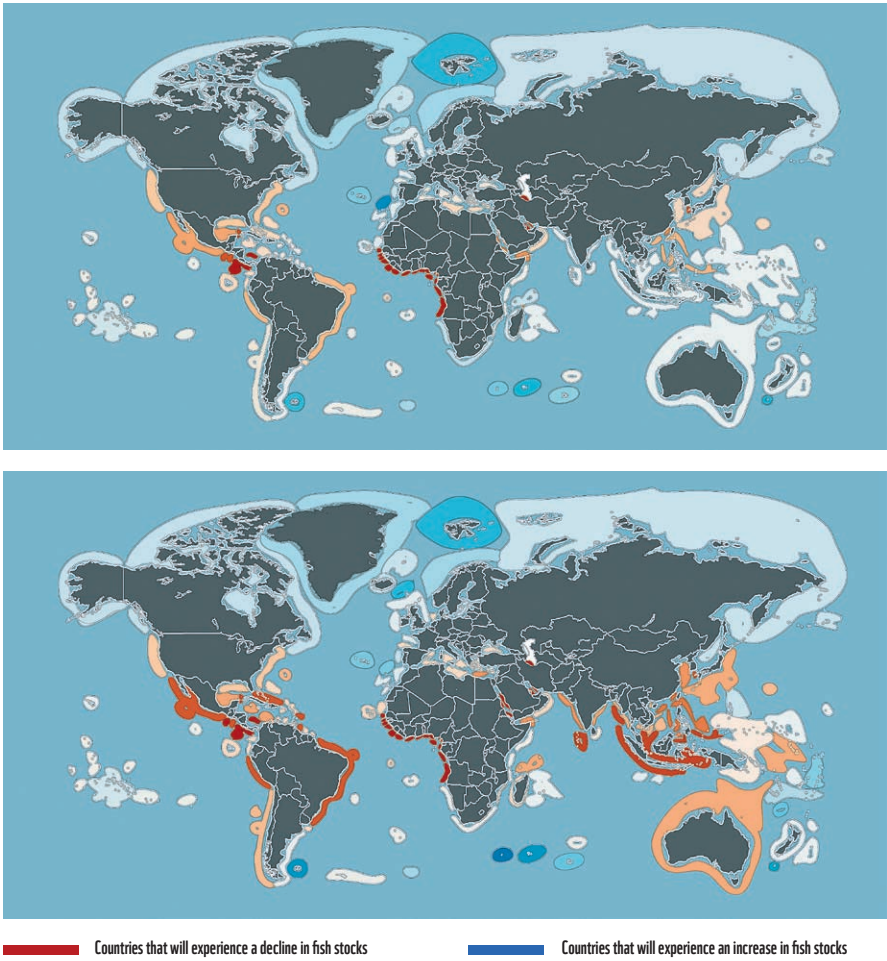 Countries that will experience a decline in fish stocks
Countries that will experience an increase in fish stocks